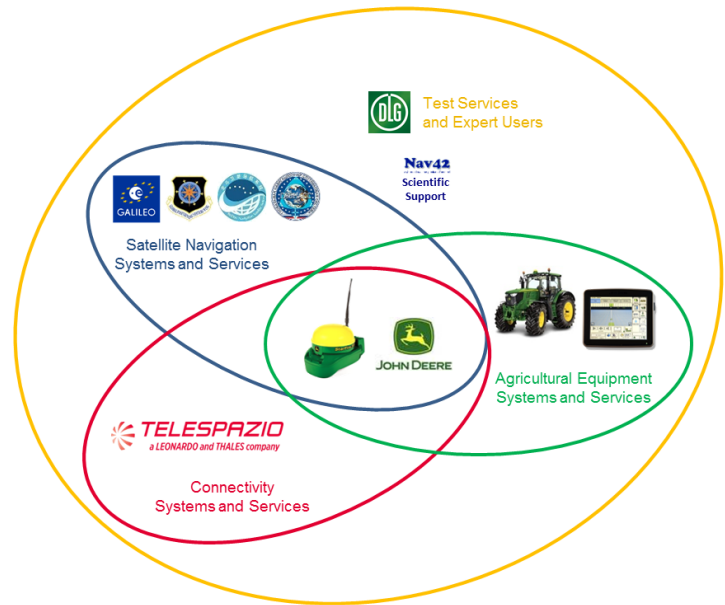 DLG
Test Services
and Expert Users
Nav42
Scientific
Support
GALILEO
Satellite Navigation
Systems and Services
JOHN DEERE
Agricultural Equipment
Systems and Services
TELESPAZIO
a LEONARDO and THALES company
Connectivity
Systems and Services